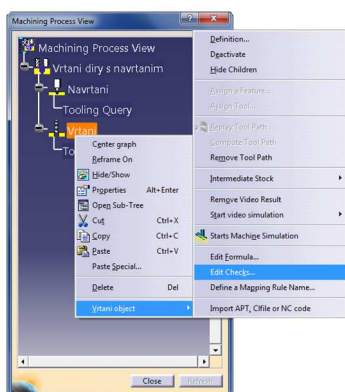 Machining Process View
Machining Process View
Vrtani diry s navrtanim
Navrtani
Tooling Query
Vrtani
To
Center graph
Reframe On
Hide/Show
Properties Alt+Enter
Open Sub-Tree
Cut Ctrl+X
Copy Ctrl+C
Paste Ctrl+V
Paste Special...
Delete Del
Vrtani object
Definition...
Deactivate
Hide Children
Assign a Feature...
Assign Tool...
Replay Tool Path
Compute Tool Path
Remove Tool Path
Intermediate Stock
Remove Video Result
Start video simulation
Starts Machine Simulation
Edit Formula...
Edit Checks...
Define a Mapping Rule Name...
Import APT, Clfile or NC code
Close Refresh